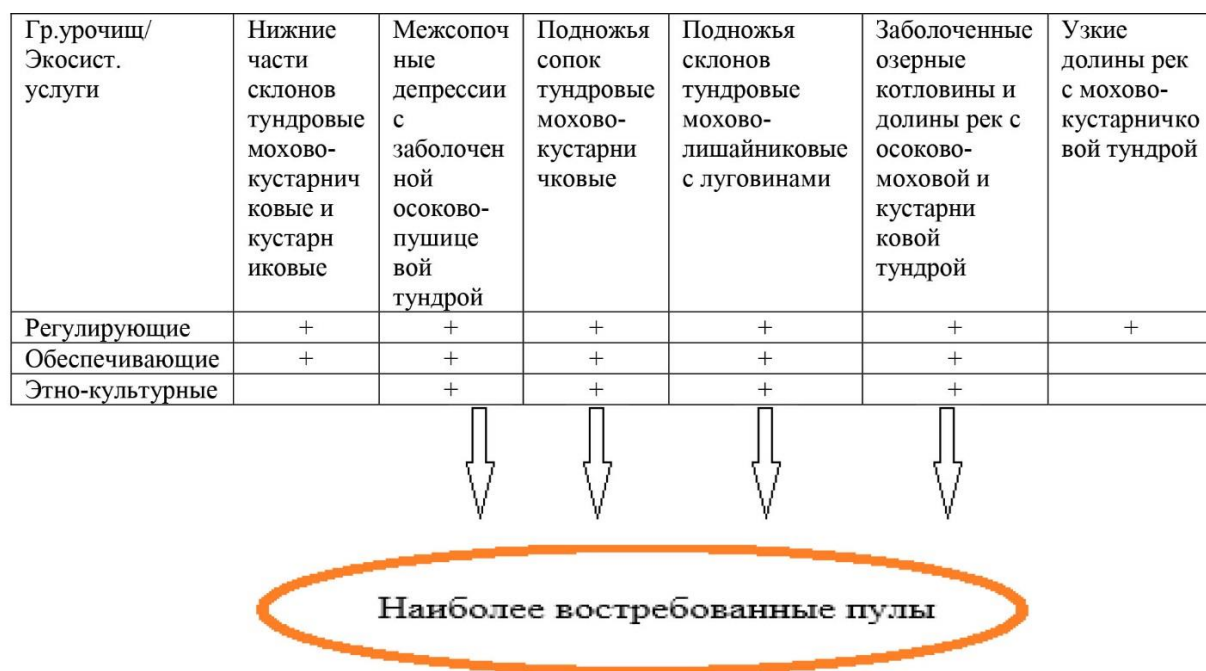 Гр.урочищ/
Экосист.
услуги
Нижние
части
склонов
тундровые
мохово-
кустарнич
ковые и
кустарн
иковые
Межсопоч
ные
депрессии
с
заболочен
ной
осоково-
пушице
вой
тундрой
Подножья
сопок
тундровые
мохово-
кустарни
чковые
Подножья
склонов
тундровые
мохово-
лишайниковые
с луговинами
Заболоченные
озерные
котловины и
долины рек с
осоково-
моховой и
кустарни
ковой
тундрой
Узкие
долины рек
с мохово-
кустарничко
вой тундрой
Регулирующие + + + + + +
Обеспечивающие + + + + +
Этно-культурные + + + +
Наиболее востребованные пулы